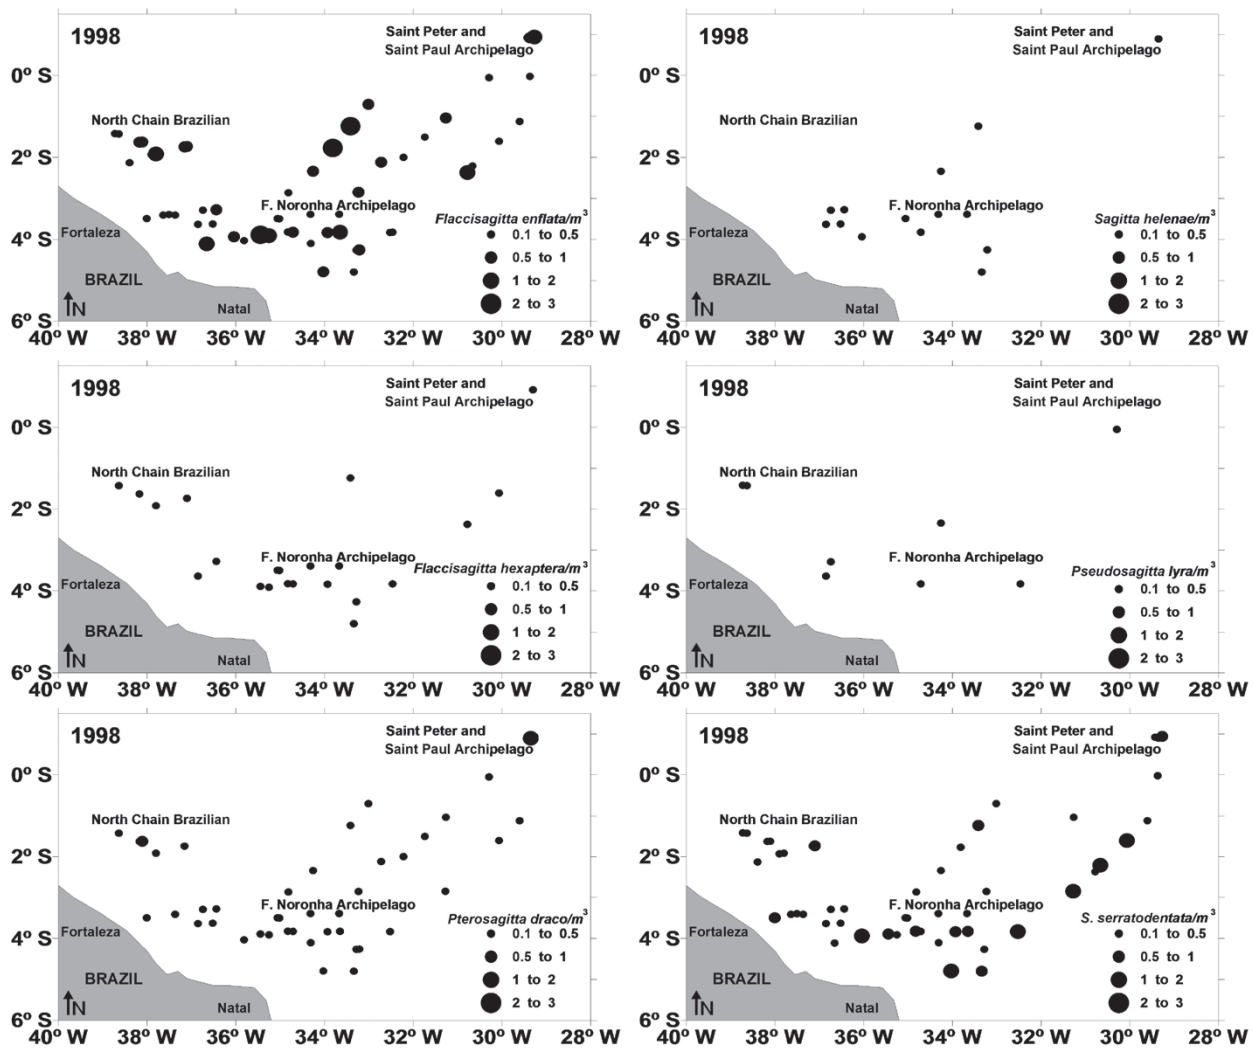 1998
Saint Peter and
Saint Paul Archipelago
0º S
North Chain Brazilian
2º S
F. Noronha Archipelago
Flaccisagitta enflata/m³
Fortaleza
0.1 to 0.5
4º S
0.5 to 1
BRAZIL
1 to 2
N
Natal
2 to 3
6º S
40º W
38º W
36º W
34º W
32º W
30º W
28º W
1998
Saint Peter and
Saint Paul Archipelago
0º S
North Chain Brazilian
2º S
F. Noronha Archipelago
Sagitta helenae/m³
Fortaleza
0.1 to 0.5
4º S
0.5 to 1
BRAZIL
1 to 2
N
Natal
2 to 3
6º S
40º W
38º W
36º W
34º W
32º W
30º W
28º W
1998
Saint Peter and
Saint Paul Archipelago
0º S
North Chain Brazilian
2º S
F. Noronha Archipelago
Flaccisagitta hexaptera/m³
Fortaleza
0.1 to 0.5
4º S
0.5 to 1
BRAZIL
1 to 2
N
Natal
2 to 3
6º S
40º W
38º W
36º W
34º W
32º W
30º W
28º W
1998
Saint Peter and
Saint Paul Archipelago
0º S
North Chain Brazilian
2º S
F. Noronha Archipelago
Pseudosagitta lyra/m³
Fortaleza
0.1 to 0.5
4º S
0.5 to 1
BRAZIL
1 to 2
N
Natal
2 to 3
6º S
40º W
38º W
36º W
34º W
32º W
30º W
28º W
1998
Saint Peter and
Saint Paul Archipelago
0º S
North Chain Brazilian
2º S
F. Noronha Archipelago
Pterosagitta draco/m³
Fortaleza
0.1 to 0.5
4º S
0.5 to 1
BRAZIL
1 to 2
N
Natal
2 to 3
6º S
40º W
38º W
36º W
34º W
32º W
30º W
28º W
1998
Saint Peter and
Saint Paul Archipelago
0º S
North Chain Brazilian
2º S
F. Noronha Archipelago
S. serratodentata/m³
Fortaleza
0.1 to 0.5
4º S
0.5 to 1
BRAZIL
1 to 2
N
Natal
2 to 3
6º S
40º W
38º W
36º W
34º W
32º W
30º W
28º W